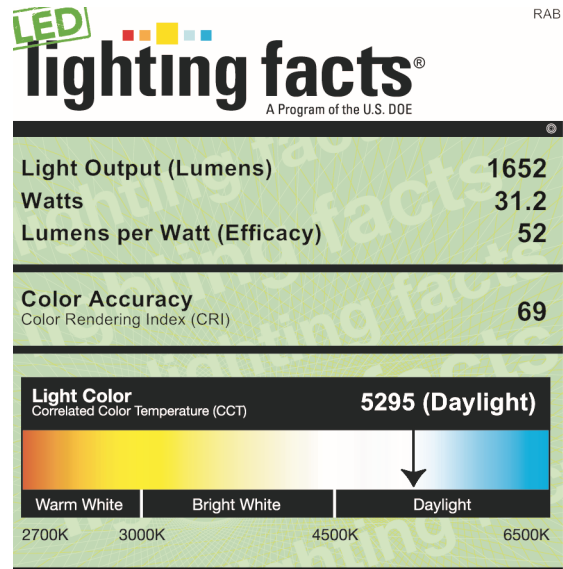 RAB
LED
lighting facts®
A Program of the U.S. DOE
Light Output (Lumens) 1652
Watts 31.2
Lumens per Watt (Efficacy) 52
Color Accuracy
Color Rendering Index (CRI) 69
Light Color
Correlated Color Temperature (CCT) 5295 (Daylight)
Warm White Bright White Daylight
2700K 3000K 4500K 6500K